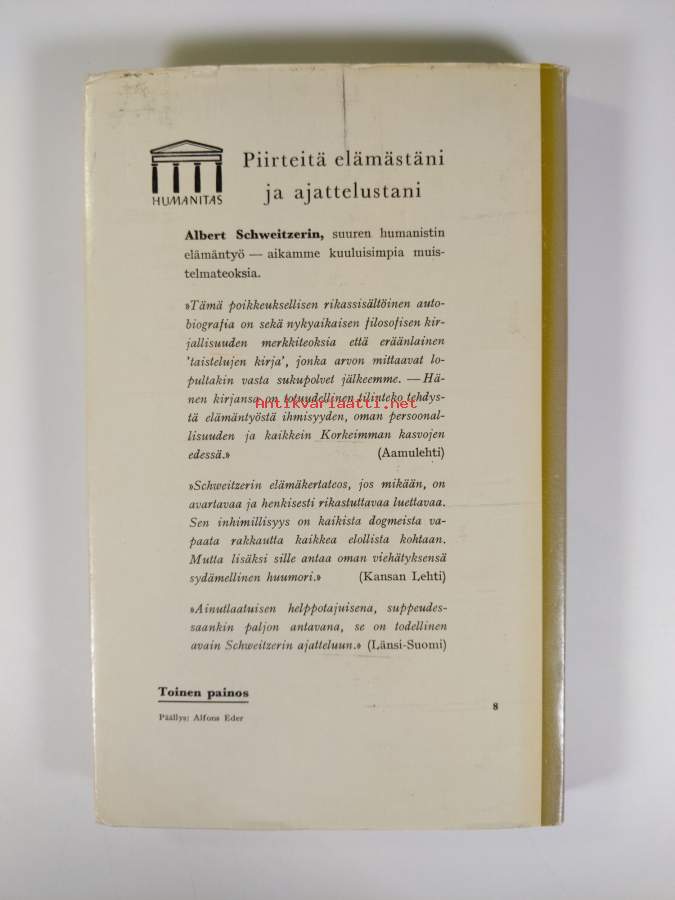 HUMANITAS
Piirteitä elämästäni
ja ajattelustani
Albert Schweitzerin, suuren humanistin
elämäntyö — aikamme kuuluisimpia muis-
telmateoksia.
»Tämä poikkeuksellisen rikassisältöinen auto-
biografia on sekä nykyaikaisen filosofisen kir-
jallisuuden merkkiteoksia että eräänlainen
'taistelujen kirja', jonka arvon mittaavat lo-
pultakin vasta sukupolvet jälkeemme. — Hä-
nen kirjansa on totuudellinen tilinteko tehdys-
Antikvariaatti.net
tä elämäntyöstä ihmisyyden, oman persoonal-
lisuuden ja kaikkein Korkeimman kasvojen
edessä.» (Aamulehti)
»Schweitzerin elämäkertateos, jos mikään, on
avartavaa ja henkisesti rikastuttavaa luettavaa.
Sen inhimillisyys on kaikista dogmeista va-
paata rakkautta kaikkea elollista kohtaan.
Mutta lisäksi sille antaa oman viehätyksensä
sydämellinen huumori.» (Kansan Lehti)
»Ainutlaatuisen helppotajuisena, suppeudes-
saankin paljon antavana, se on todellinen
avain Schweitzerin ajatteluun.» (Länsi-Suomi)
Toinen painos
Päällys: Alfons Eder
8